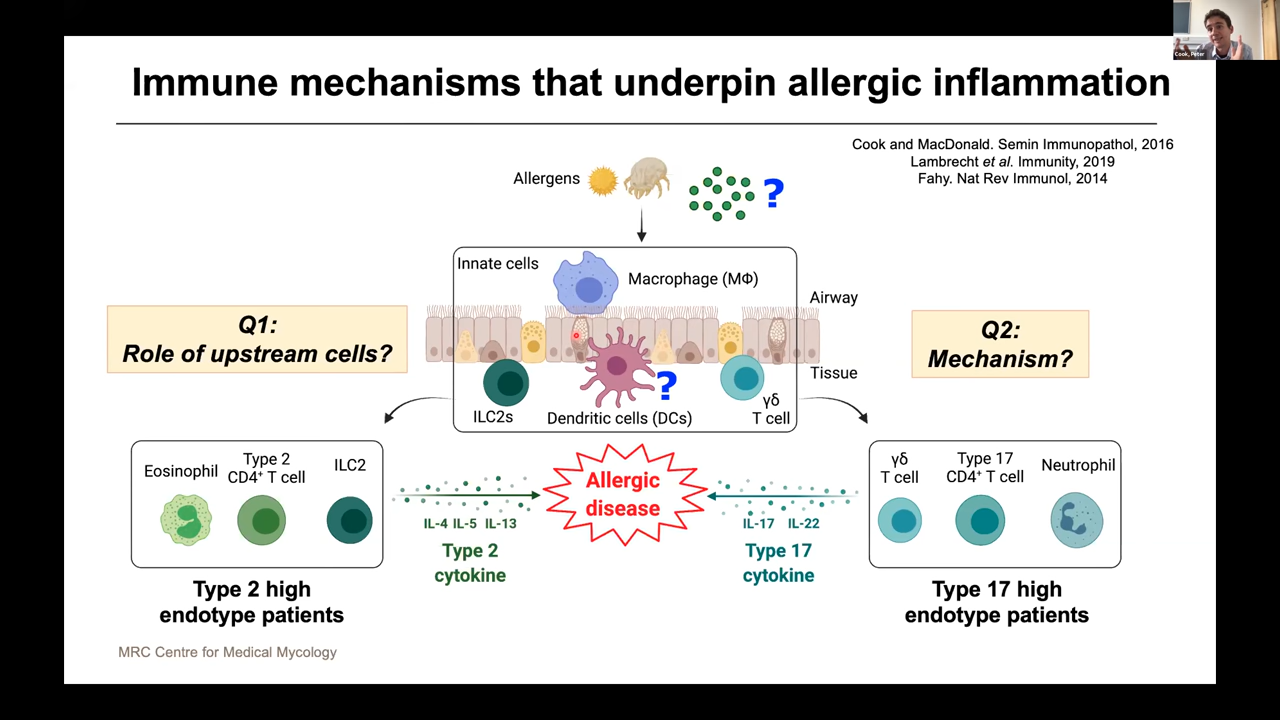 Immune mechanisms that underpin allergic inflammation
Cook and MacDonald. Semin Immunopathol, 2016
Lambrecht et al. Immunity, 2019
Fahy. Nat Rev Immunol, 2014
Allergens
?
Innate cells
Macrophage (MΦ)
Airway
Q1:
Role of upstream cells?
Q2:
Mechanism?
Tissue
?
ILC2s
Dendritic cells (DCs)
γδ
T cell
Eosinophil
Type 2
CD4⁺ T cell
ILC2
Allergic
disease
γδ
T cell
Type 17
CD4⁺ T cell
Neutrophil
IL-4 IL-5 IL-13
Type 2
cytokine
IL-17 IL-22
Type 17
cytokine
Type 2 high
endotype patients
Type 17 high
endotype patients
MRC Centre for Medical Mycology
Cook, Peter